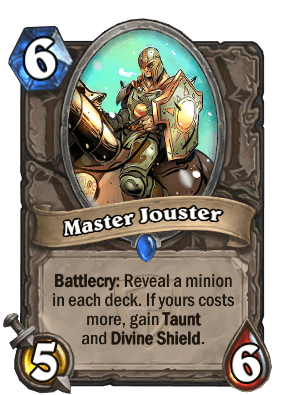 6
Master Jouster
Battlecry: Reveal a minion
in each deck. If yours costs
more, gain Taunt
and Divine Shield.
5 6